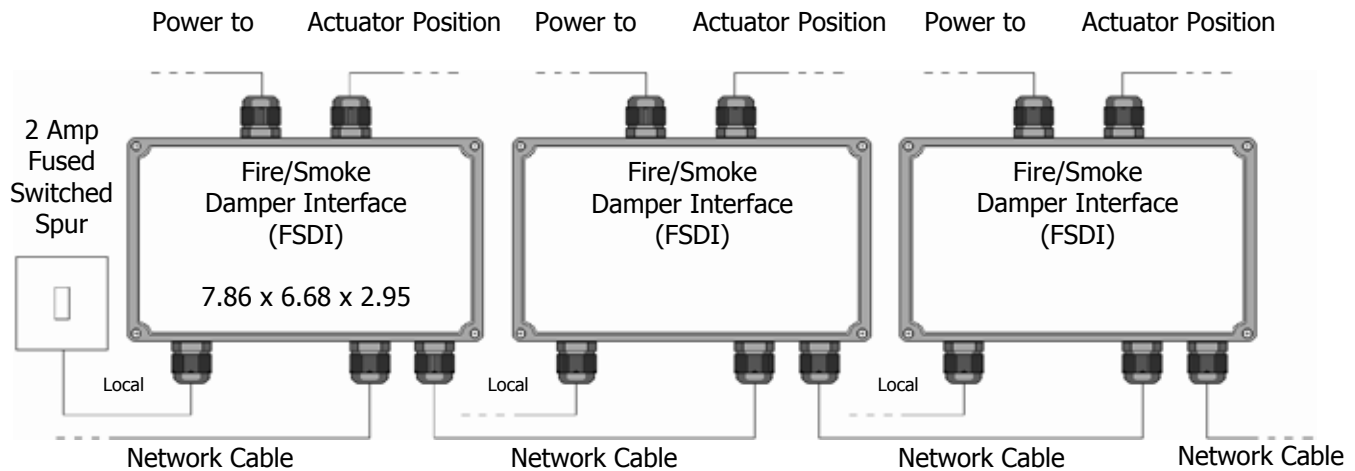 Power to Actuator Position Power to Actuator Position Power to Actuator Position
2 Amp
Fused
Switched
Spur
Fire/Smoke
Damper Interface
(FSDI)
7.86 x 6.68 x 2.95
Fire/Smoke
Damper Interface
(FSDI)
Fire/Smoke
Damper Interface
(FSDI)
Local Local Local
Network Cable Network Cable Network Cable Network Cable